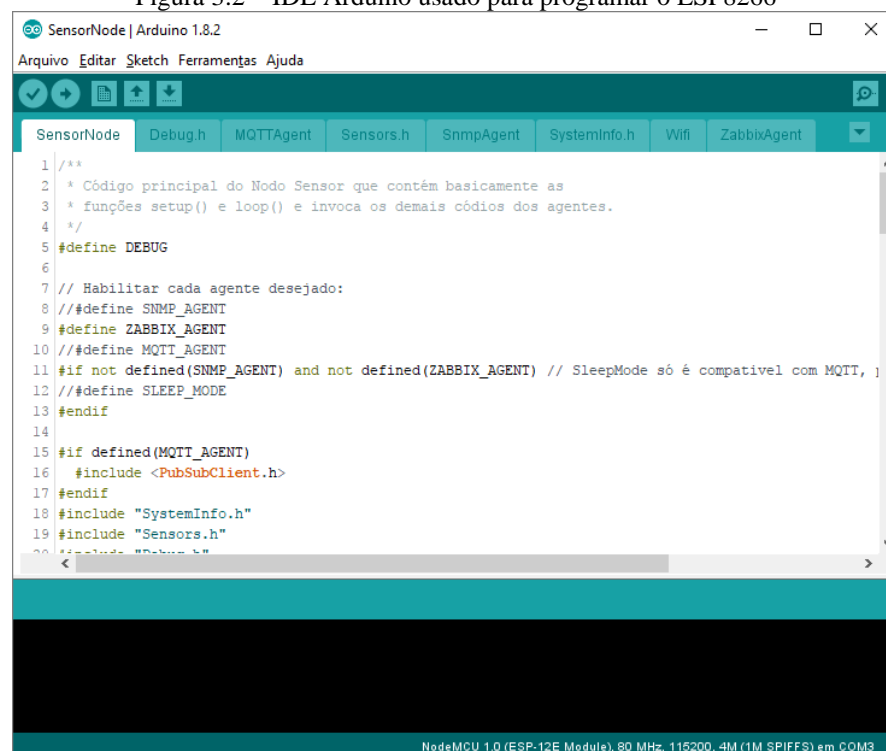 Figura 3.2 – IDE Arduino usado para programar o ESP8266
SensorNode | Arduino 1.8.2
Arquivo Editar Sketch Ferramentas Ajuda
SensorNode Debug.h MQTTAgent Sensors.h SnmpAgent SystemInfo.h Wifi ZabbixAgent
1 /**
2 * Código principal do Nodo Sensor que contém basicamente as
3 * funções setup() e loop() e invoca os demais códios dos agentes.
4 */
5 #define DEBUG
6
7 // Habilitar cada agente desejado:
8 //#define SNMP_AGENT
9 #define ZABBIX_AGENT
10 //#define MQTT_AGENT
11 #if not defined(SNMP_AGENT) and not defined(ZABBIX_AGENT) // SleepMode só é compativel com MQTT,
12 //#define SLEEP_MODE
13 #endif
14
15 #if defined(MQTT_AGENT)
16 #include <PubSubClient.h>
17 #endif
18 #include "SystemInfo.h"
19 #include "Sensors.h"
20 #include "Debug.h"
NodeMCU 1.0 (ESP-12E Module), 80 MHz, 115200, 4M (1M SPIFFS) em COM3